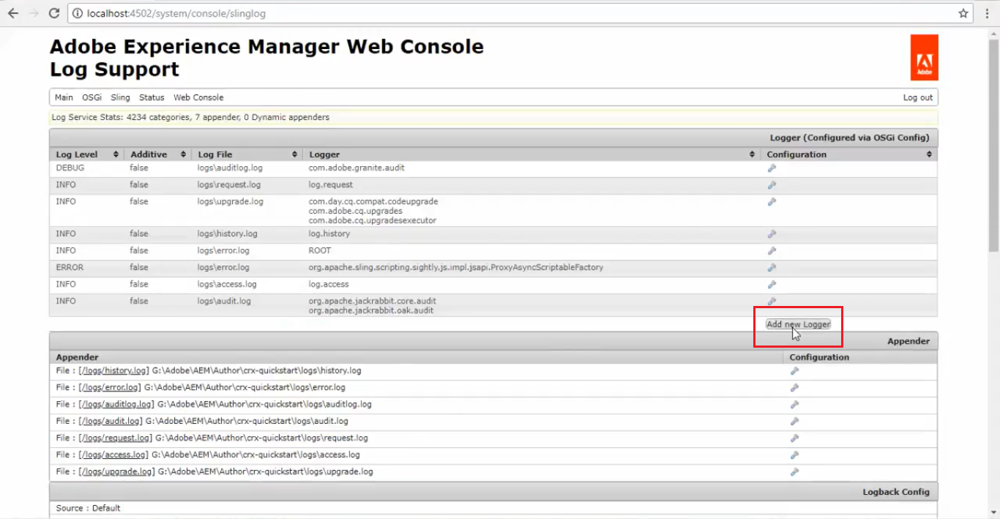 localhost:4502/system/console/slinglog
Adobe Experience Manager Web Console
Log Support
Adobe
Main OSGi Sling Status Web Console Log out
Log Service Stats: 4234 categories, 7 appender, 0 Dynamic appenders
Logger (Configured via OSGi Config)
Log Level Additive Log File Logger Configuration
DEBUG false logs\auditlog.log com.adobe.granite.audit
INFO false logs\request.log log.request
INFO false logs\upgrade.log com.day.cq.compat.codeupgrade
com.adobe.cq.upgrades
com.adobe.cq.upgradesexecutor
INFO false logs\history.log log.history
INFO false logs\error.log ROOT
ERROR false logs\error.log org.apache.sling.scripting.sightly.js.impl.jsapi.ProxyAsyncScriptableFactory
INFO false logs\access.log log.access
INFO false logs\audit.log org.apache.jackrabbit.core.audit
org.apache.jackrabbit.oak.audit
Add new Logger
Appender
Appender Configuration
File : [/logs/history.log] G:\Adobe\AEM\Author\crx-quickstart\logs\history.log
File : [/logs/error.log] G:\Adobe\AEM\Author\crx-quickstart\logs\error.log
File : [/logs/auditlog.log] G:\Adobe\AEM\Author\crx-quickstart\logs\auditlog.log
File : [/logs/audit.log] G:\Adobe\AEM\Author\crx-quickstart\logs\audit.log
File : [/logs/request.log] G:\Adobe\AEM\Author\crx-quickstart\logs\request.log
File : [/logs/access.log] G:\Adobe\AEM\Author\crx-quickstart\logs\access.log
File : [/logs/upgrade.log] G:\Adobe\AEM\Author\crx-quickstart\logs\upgrade.log
Logback Config
Source : Default